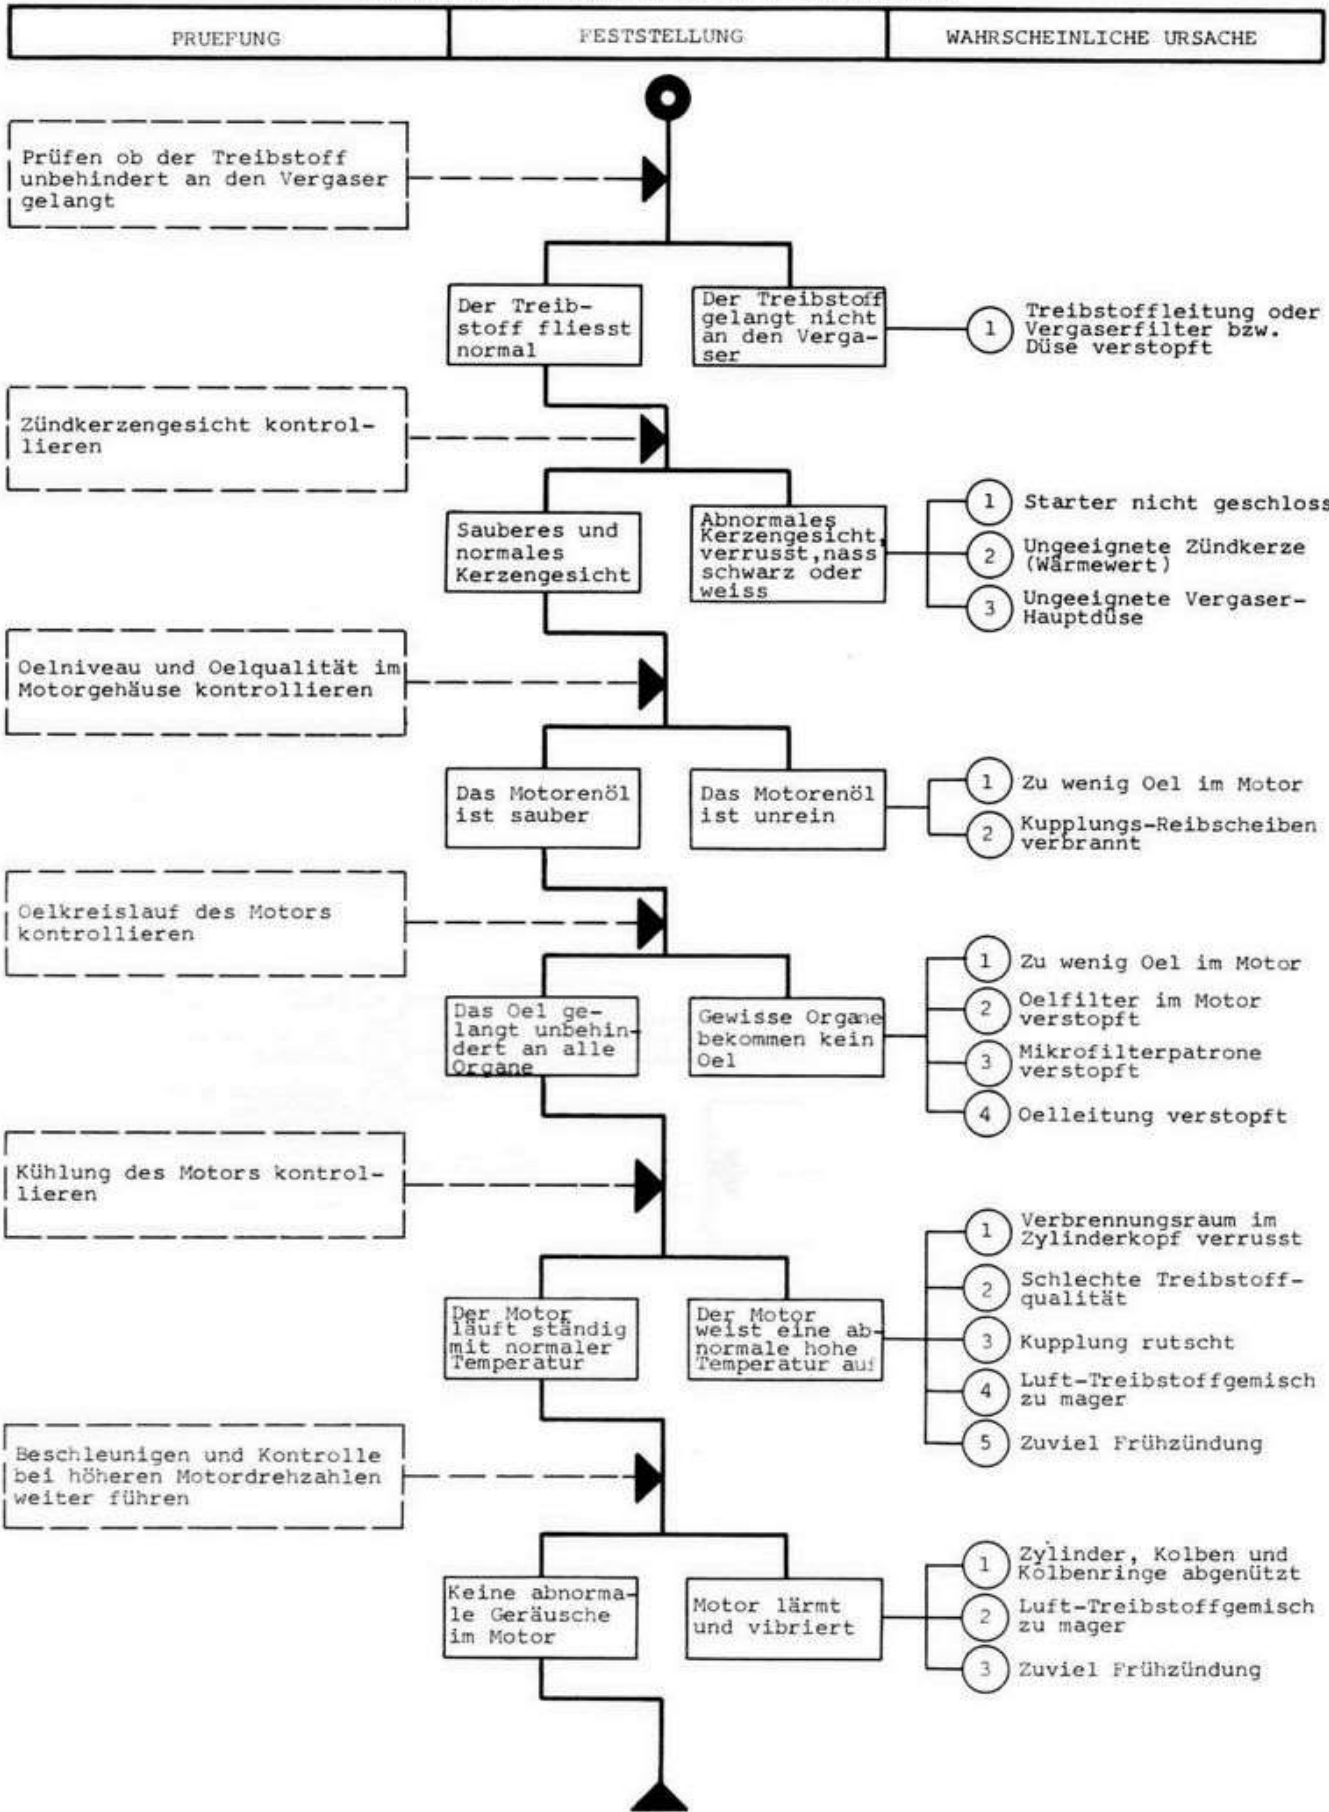 PRUEFUNG
FESTSTELLUNG
WAHRSCHEINLICHE URSACHE
Prüfen ob der Treibstoff
unbehindert an den Vergaser
gelangt
Der Treib-
stoff fliesst
normal
Der Treibstoff
gelangt nicht
an den Verga-
ser
1 Treibstoffleitung oder
Vergaserfilter bzw.
Düse verstopft
Zündkerzengesicht kontrol-
lieren
Sauberes und
normales
Kerzengesicht
Abnormales
Kerzengesicht,
verrusst,nass
schwarz oder
weiss
1 Starter nicht geschloss
2 Ungeeignete Zündkerze
(Wärmewert)
3 Ungeeignete Vergaser-
Hauptdüse
Oelniveau und Oelqualität im
Motorgehäuse kontrollieren
Das Motorenöl
ist sauber
Das Motorenöl
ist unrein
1 Zu wenig Oel im Motor
2 Kupplungs-Reibscheiben
verbrannt
Oelkreislauf des Motors
kontrollieren
Das Oel ge-
langt unbehin-
dert an alle
Organe
Gewisse Organe
bekommen kein
Oel
1 Zu wenig Oel im Motor
2 Oelfilter im Motor
verstopft
3 Mikrofilterpatrone
verstopft
4 Oelleitung verstopft
Kühlung des Motors kontrol-
lieren
Der Motor
läuft ständig
mit normaler
Temperatur
Der Motor
weist eine ab-
normale hohe
Temperatur auf
1 Verbrennungsraum im
Zylinderkopf verrusst
2 Schlechte Treibstoff-
qualität
3 Kupplung rutscht
4 Luft-Treibstoffgemisch
zu mager
5 Zuviel Frühzündung
Beschleunigen und Kontrolle
bei höheren Motordrehzahlen
weiter führen
Keine abnorma-
le Geräusche
im Motor
Motor lärmt
und vibriert
1 Zylinder, Kolben und
Kolbenringe abgenützt
2 Luft-Treibstoffgemisch
zu mager
3 Zuviel Frühzündung